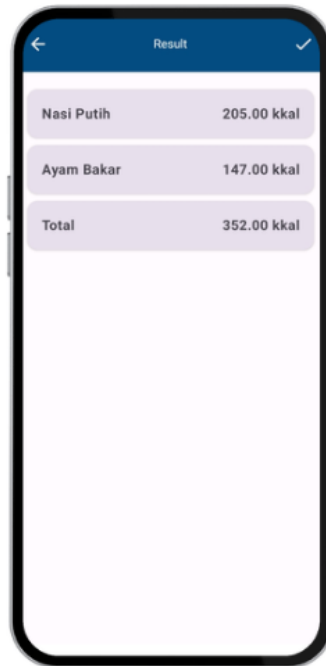 Result
Nasi Putih 205.00 kkal
Ayam Bakar 147.00 kkal
Total 352.00 kkal